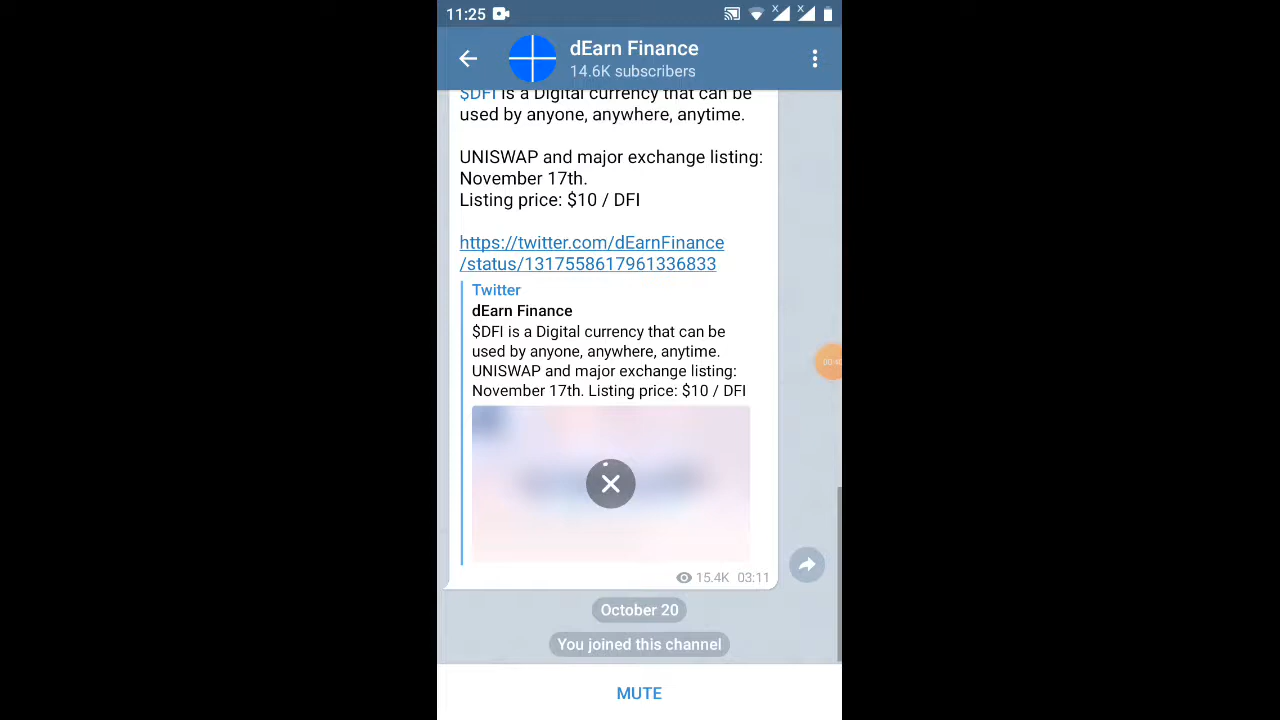 11:25
dEarn Finance
14.6K subscribers
$DFI is a Digital currency that can be
used by anyone, anywhere, anytime.
UNISWAP and major exchange listing:
November 17th.
Listing price: $10 / DFI
https://twitter.com/dEarnFinance
/status/1317558617961336833
Twitter
dEarn Finance
$DFI is a Digital currency that can be
used by anyone, anywhere, anytime.
UNISWAP and major exchange listing:
November 17th. Listing price: $10 / DFI
15.4K 03:11
October 20
You joined this channel
MUTE